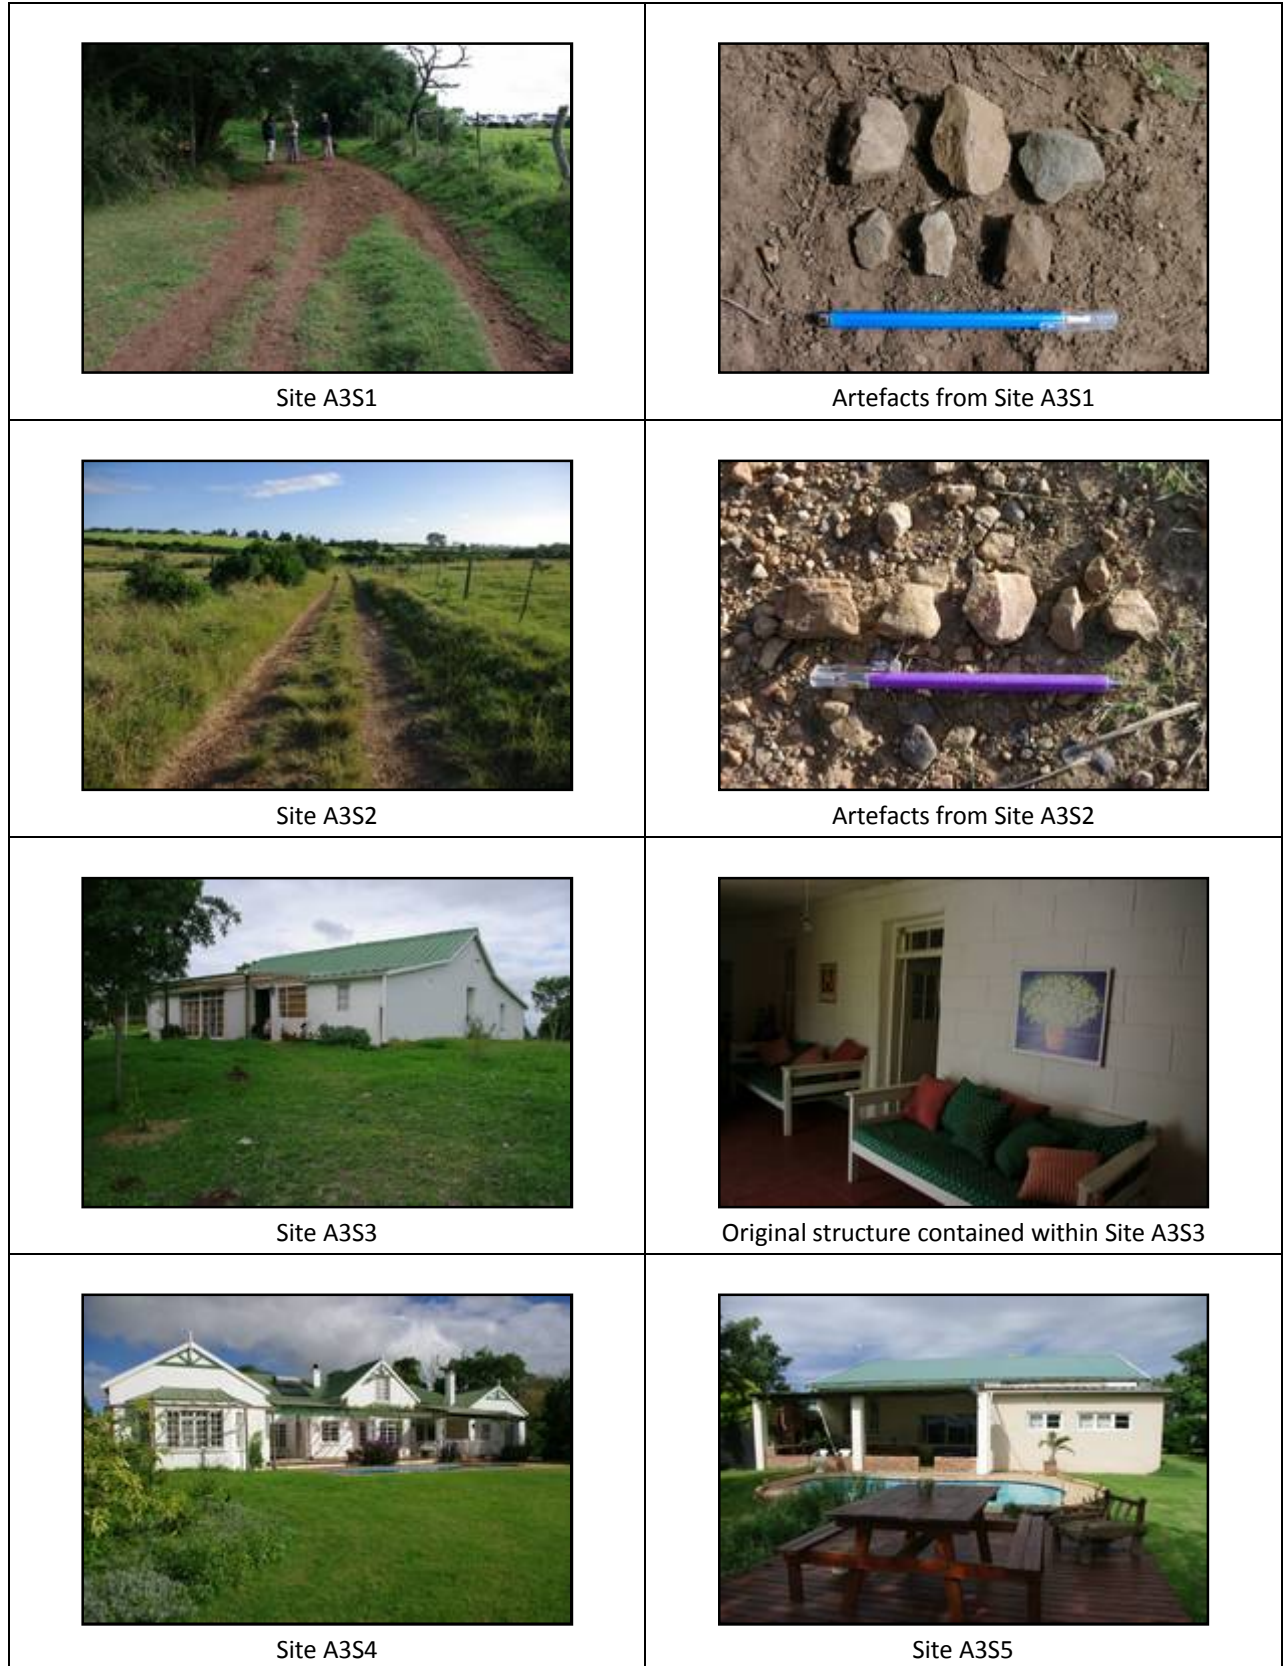 Site A3S1
Artefacts from Site A3S1
Site A3S2
Artefacts from Site A3S2
Site A3S3
Original structure contained within Site A3S3
Site A3S4
Site A3S5